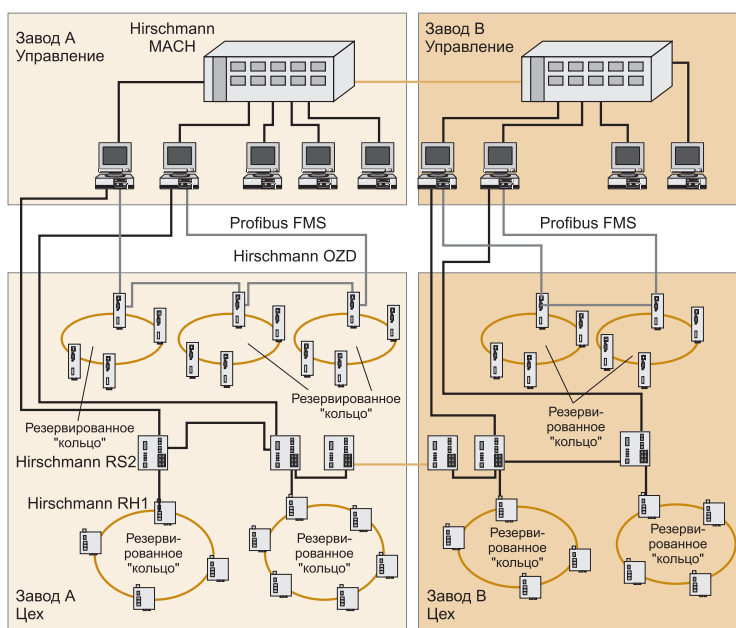 Завод А
Управление
Hirschmann
MACH
Завод В
Управление
Profibus FMS
Profibus FMS
Hirschmann OZD
Резервированное
"кольцо"
Резервированное
"кольцо"
Резерви-
рованное
"кольцо"
Hirschmann RS2
Hirschmann RH1
Резерви-
рованное
"кольцо"
Резерви-
рованное
"кольцо"
Резерви-
рованное
"кольцо"
Резерви-
рованное
"кольцо"
Завод А
Цех
Завод В
Цех